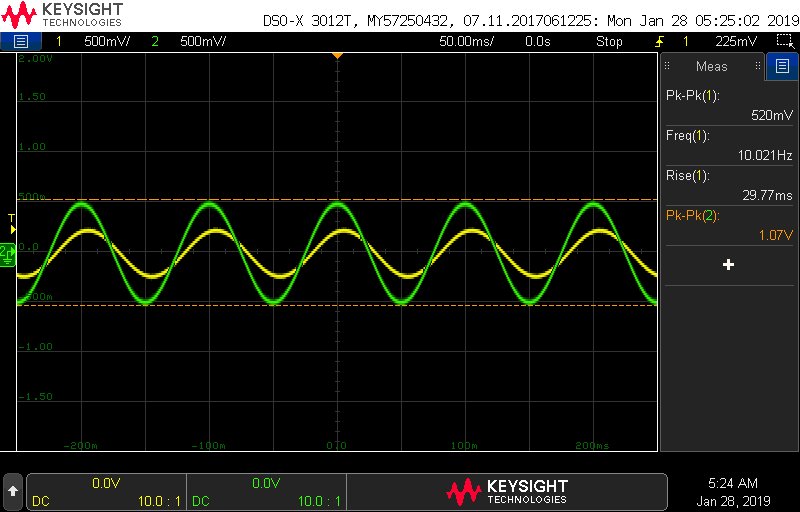 KEYSIGHT
TECHNOLOGIES
DSO-X 3012T, MY57250432, 07.11.2017061225: Mon Jan 28 05:25:02 2019
1 500mV/ 2 500mV/ 50.00ms/ 0.0s Stop 1 225mV
2.00V
1.50
1.00
500m
T
2
0.0
-500m
-1.00
-1.50
-200m -100m 0.0 100m 200ms
Meas
Pk-Pk(1):
520mV
Freq(1):
10.021Hz
Rise(1):
29.77ms
Pk-Pk(2):
1.07V
+
0.0V 0.0V
DC 10.0 : 1 DC 10.0 : 1
KEYSIGHT
TECHNOLOGIES
5:24 AM
Jan 28, 2019